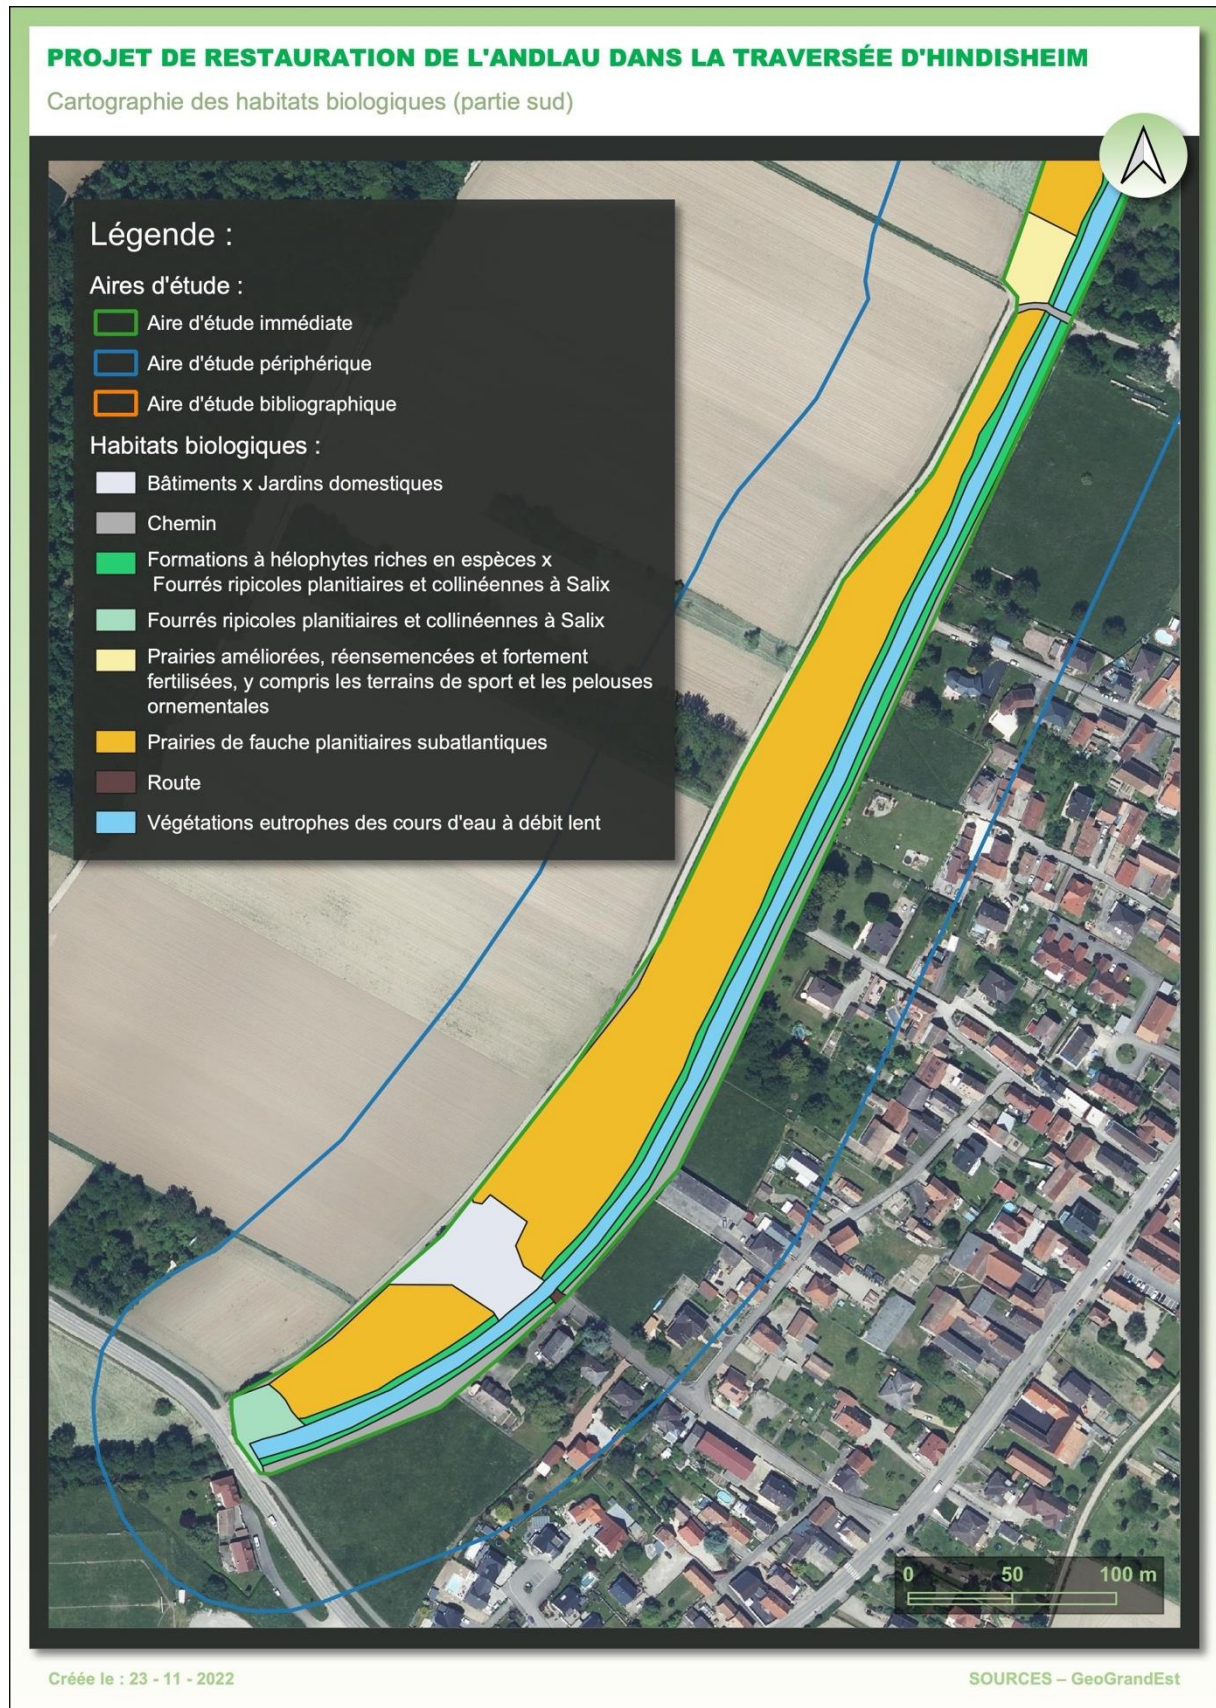 PROJET DE RESTAURATION DE L'ANDLAU DANS LA TRAVERSÉE D'HINDISHEIM
Cartographie des habitats biologiques (partie sud)
Légende :
Aires d'étude :
Aire d'étude immédiate
Aire d'étude périphérique
Aire d'étude bibliographique
Habitats biologiques :
Bâtiments x Jardins domestiques
Chemin
Formations à hélophytes riches en espèces x
Fourrés ripicoles planitiaires et collinéennes à Salix
Fourrés ripicoles planitiaires et collinéennes à Salix
Prairies améliorées, réensemencées et fortement
fertilisées, y compris les terrains de sport et les pelouses
ornementales
Prairies de fauche planitiaires subatlantiques
Route
Végétations eutrophes des cours d'eau à débit lent
0 50 100 m
Créée le : 23 - 11 - 2022
SOURCES – GeoGrandEst